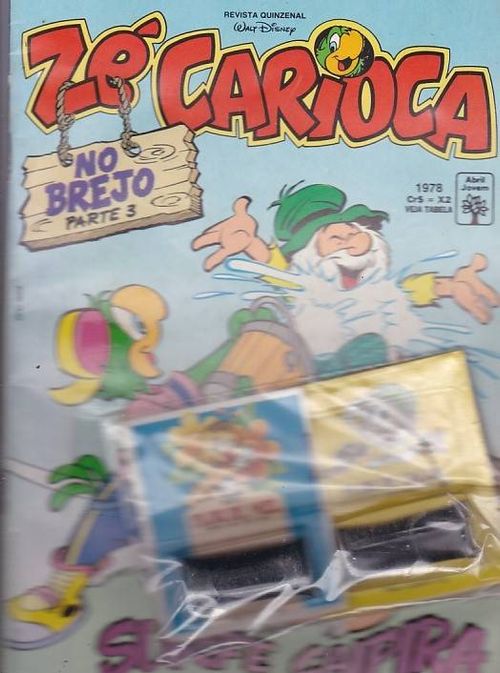 REVISTA QUINZENAL
Walt Disney
Zé CARIOCA
NO
BREJO
PARTE 3
1978
Cr$ = X2
VEJA TABELA
Abril
Jovem